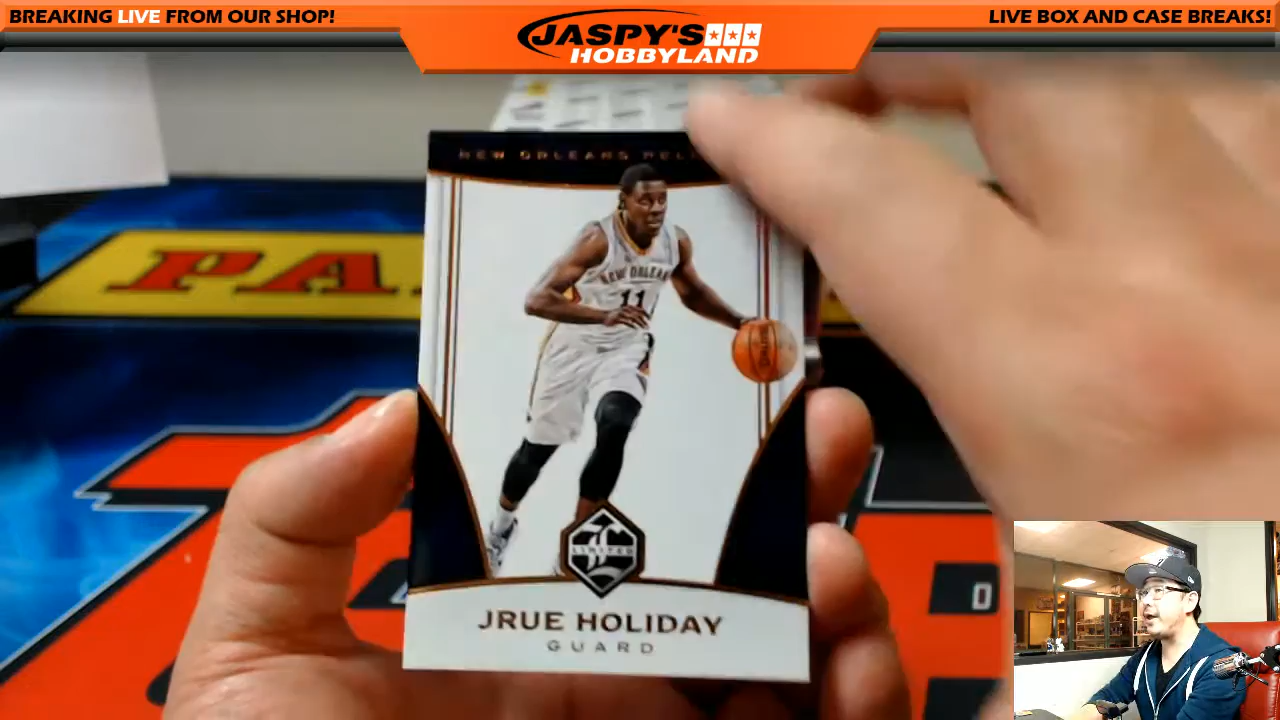 BREAKING LIVE FROM OUR SHOP!
JASPY'S
HOBBYLAND
LIVE BOX AND CASE BREAKS!
NEW ORLEANS
PA
NEW ORLEANS
11
LIMITED
JRUE HOLIDAY
GUARD